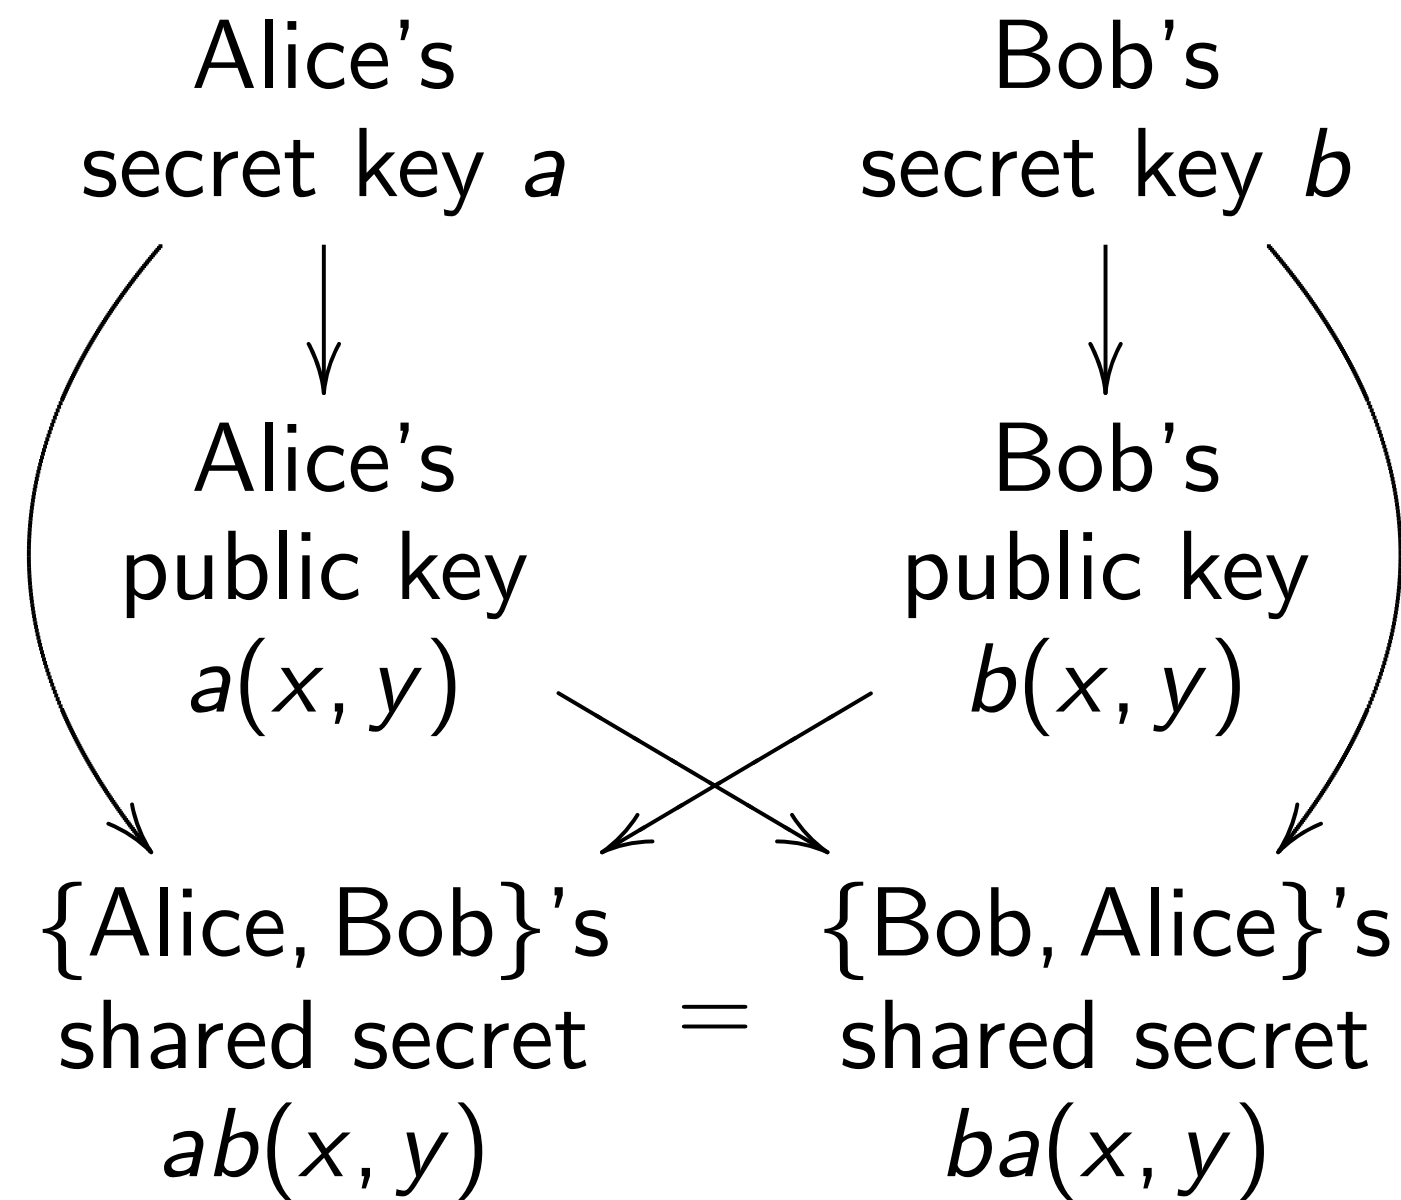 Alice’s
secret key a
Bob’s
secret key b
Alice’s
public key
a(x, y)
Bob’s
public key
b(x, y)
{Alice, Bob}’s
shared secret
ab(x, y)
=
{Bob, Alice}’s
shared secret
ba(x, y)